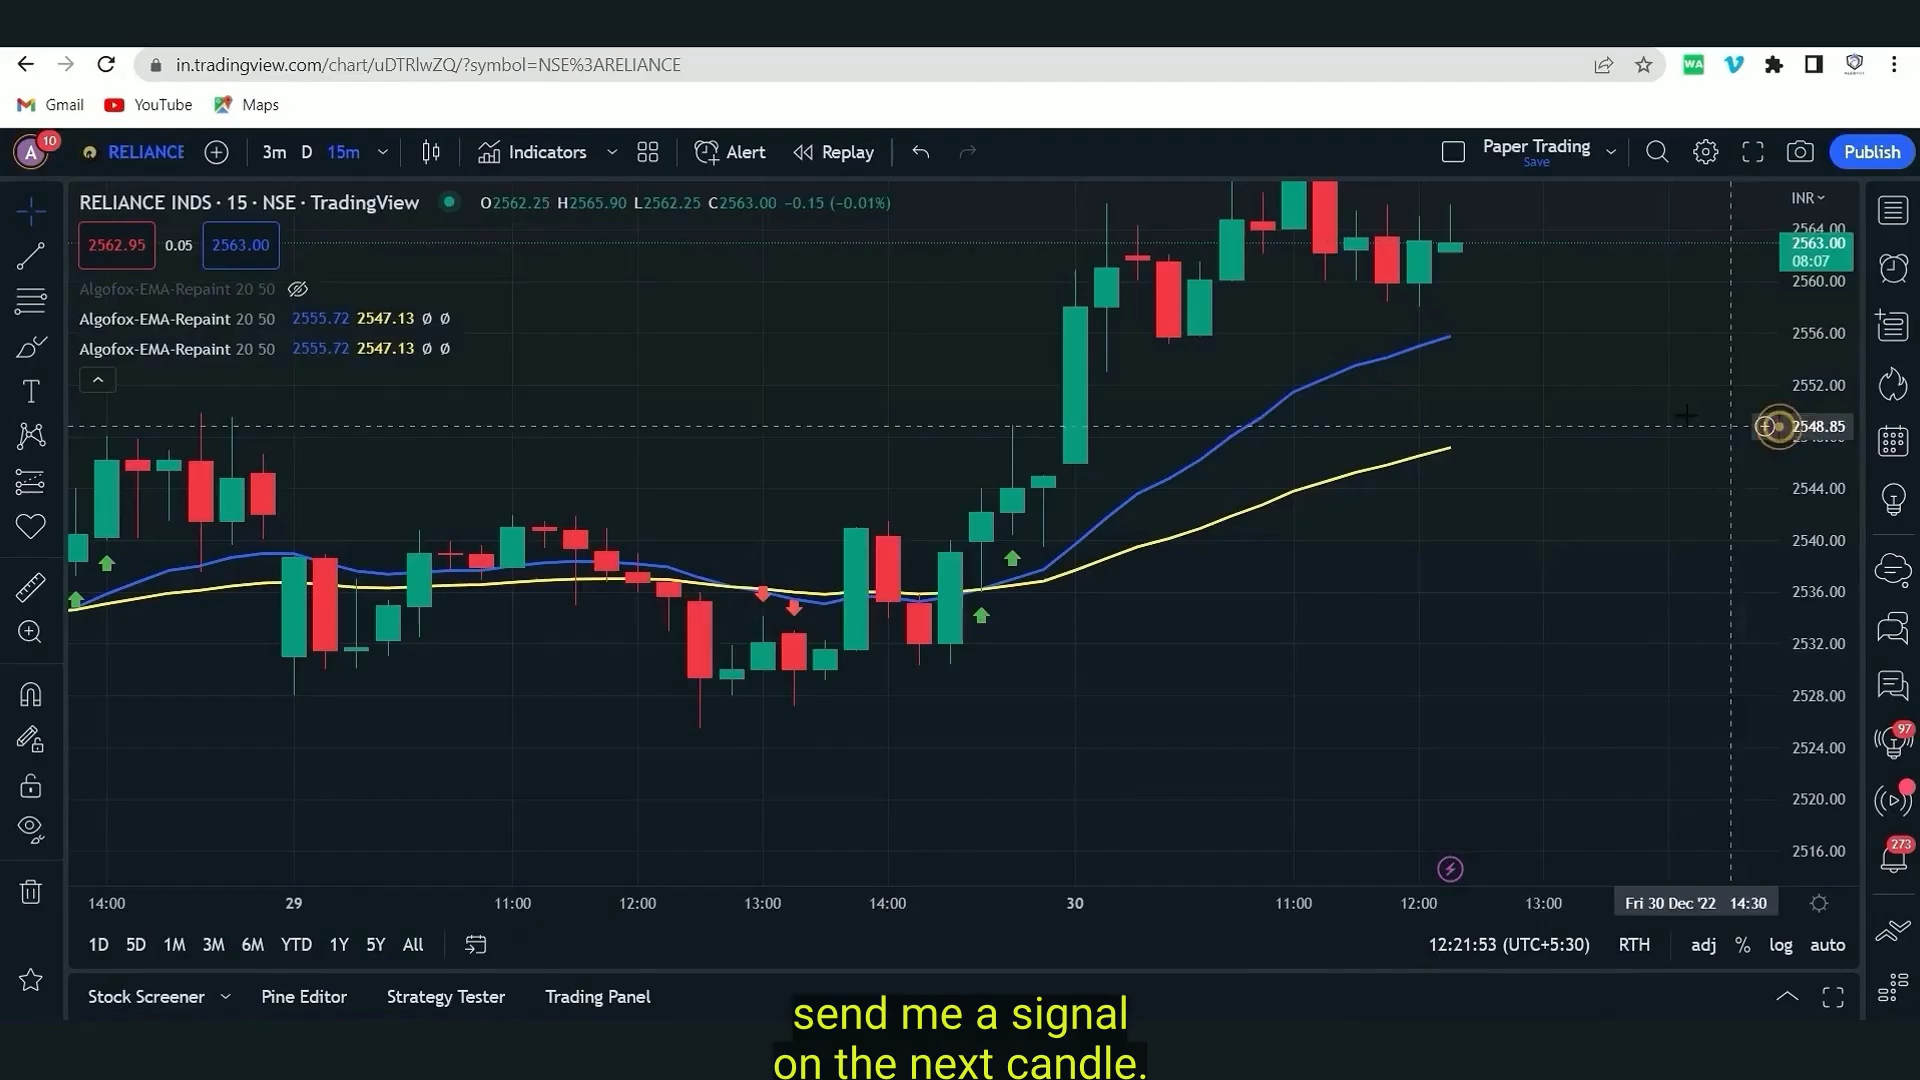 in.tradingview.com/chart/uDTRlwZQ/?symbol=NSE%3ARELIANCE
WA
Gmail YouTube Maps
A 10 RELIANCE 3m D 15m Indicators Alert Replay Paper Trading Save Publish
RELIANCE INDS · 15 · NSE · TradingView O2562.25 H2565.90 L2562.25 C2563.00 −0.15 (−0.01%) INR
2562.95 0.05 2563.00
Algofox-EMA-Repaint 20 50
Algofox-EMA-Repaint 20 50 2555.72 2547.13 Ø Ø
Algofox-EMA-Repaint 20 50 2555.72 2547.13 Ø Ø
2564.00
2563.00
08:07
2560.00
2556.00
2552.00
2548.85
2544.00
2540.00
2536.00
2532.00
2528.00
2524.00
2520.00
2516.00
97
273
14:00 29 11:00 12:00 13:00 14:00 30 11:00 12:00 13:00 Fri 30 Dec '22 14:30
1D 5D 1M 3M 6M YTD 1Y 5Y All 12:21:53 (UTC+5:30) RTH adj % log auto
Stock Screener Pine Editor Strategy Tester Trading Panel
send me a signal
on the next candle.